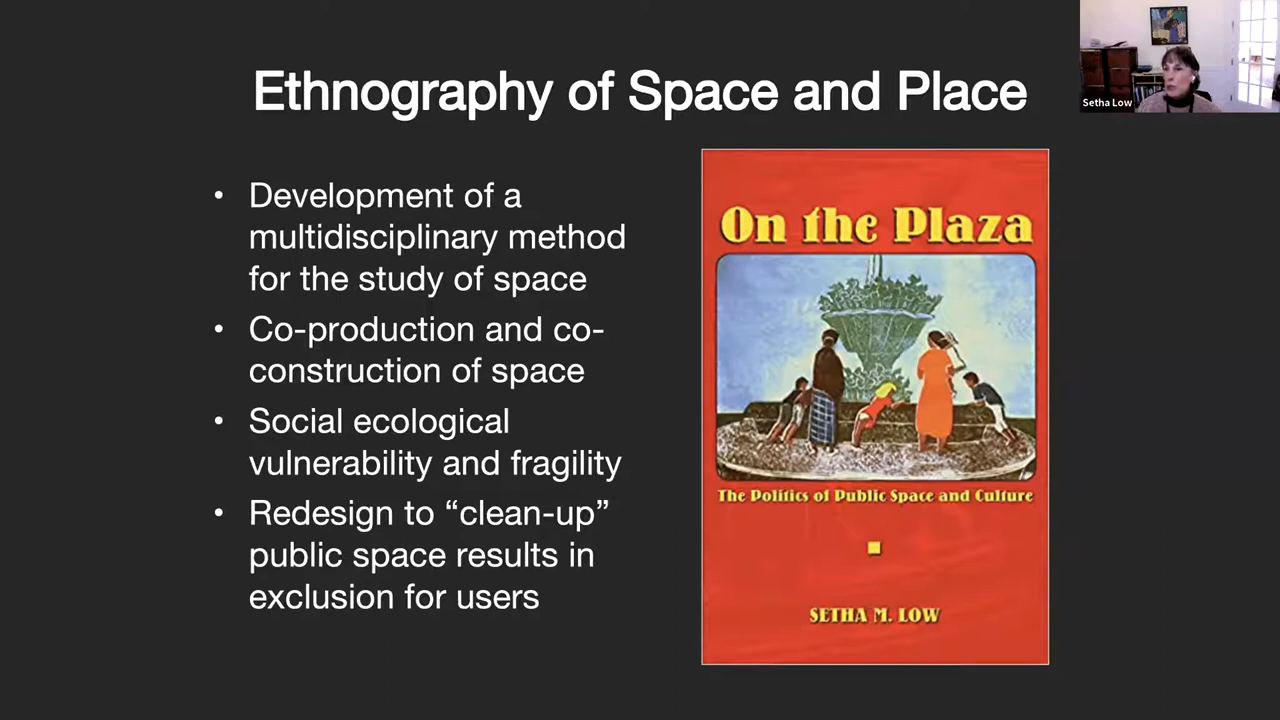 Ethnography of Space and Place
Setha Low
• Development of a
multidisciplinary method
for the study of space
• Co-production and co-
construction of space
• Social ecological
vulnerability and fragility
• Redesign to “clean-up”
public space results in
exclusion for users
On the Plaza
The Politics of Public Space and Culture
SETHA M. LOW